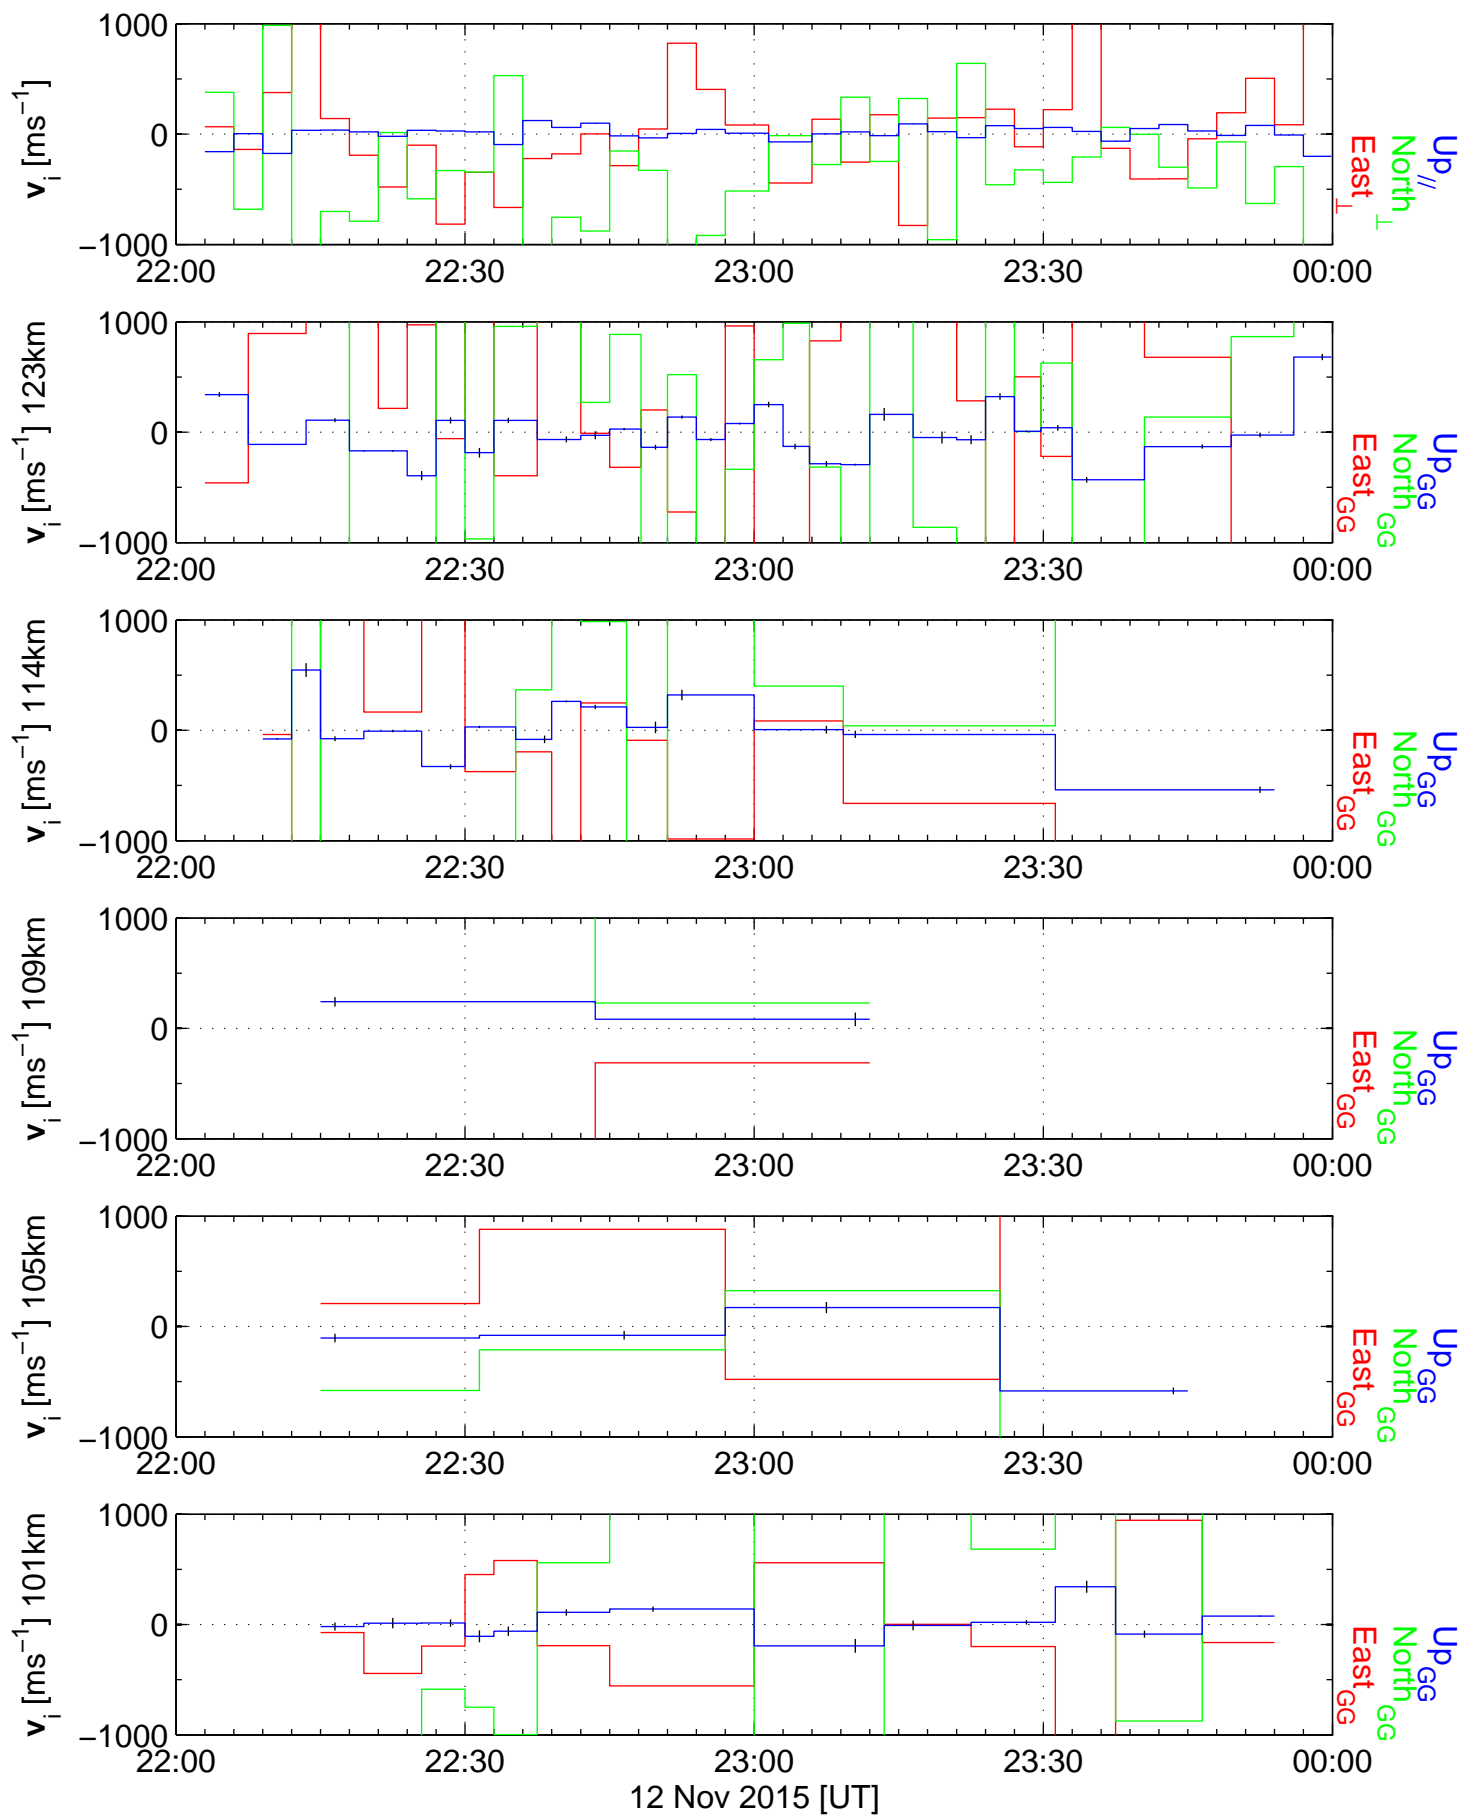 1000
0
−1000
v_i [ms^−1]
22:00 22:30 23:00 23:30 00:00
East_⊥
North_⊥
Up_//
1000
0
−1000
v_i [ms^−1] 123km
22:00 22:30 23:00 23:30 00:00
East_GG
North_GG
Up_GG
1000
0
−1000
v_i [ms^−1] 114km
22:00 22:30 23:00 23:30 00:00
East_GG
North_GG
Up_GG
1000
0
−1000
v_i [ms^−1] 109km
22:00 22:30 23:00 23:30 00:00
East_GG
North_GG
Up_GG
1000
0
−1000
v_i [ms^−1] 105km
22:00 22:30 23:00 23:30 00:00
East_GG
North_GG
Up_GG
1000
0
−1000
v_i [ms^−1] 101km
22:00 22:30 23:00 23:30 00:00
East_GG
North_GG
Up_GG
12 Nov 2015 [UT]